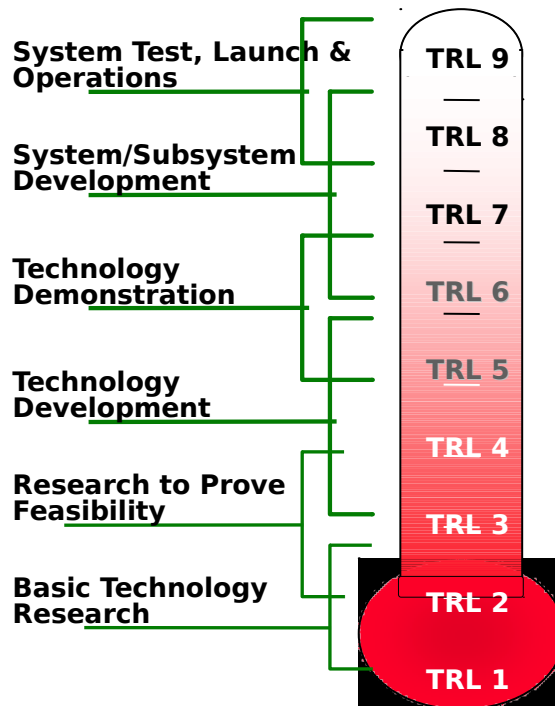 System Test, Launch &
Operations
System/Subsystem
Development
Technology
Demonstration
Technology
Development
Research to Prove
Feasibility
Basic Technology
Research
TRL 9
TRL 8
TRL 7
TRL 6
TRL 5
TRL 4
TRL 3
TRL 2
TRL 1